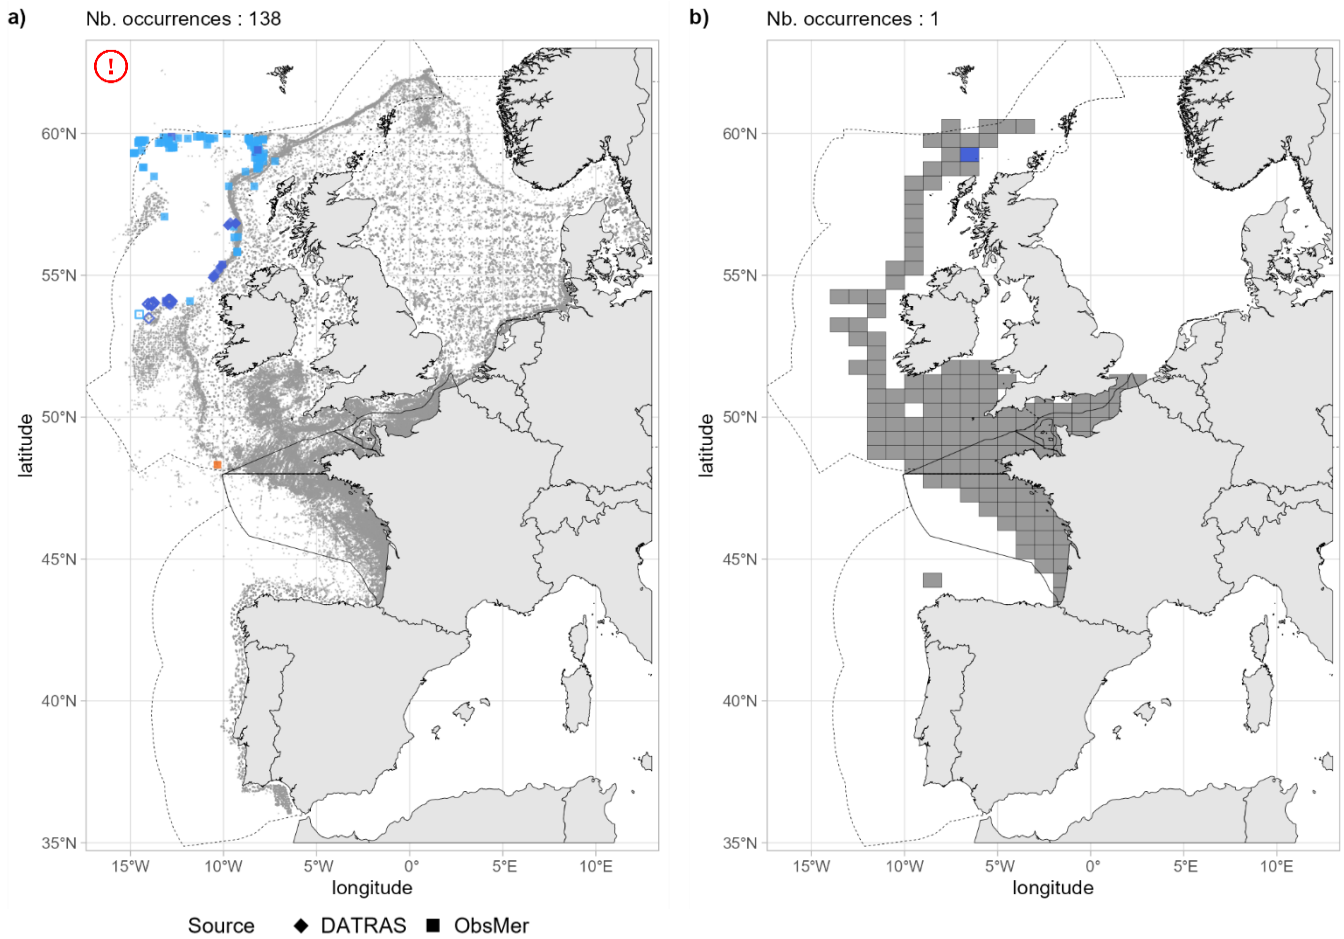 a) Nb. occurrences : 138
!
60°N
55°N
50°N
45°N
40°N
35°N
latitude
15°W 10°W 5°W 0° 5°E 10°E
longitude
b) Nb. occurrences : 1
60°N
55°N
50°N
45°N
40°N
35°N
latitude
15°W 10°W 5°W 0° 5°E 10°E
longitude
Source DATRAS ObsMer